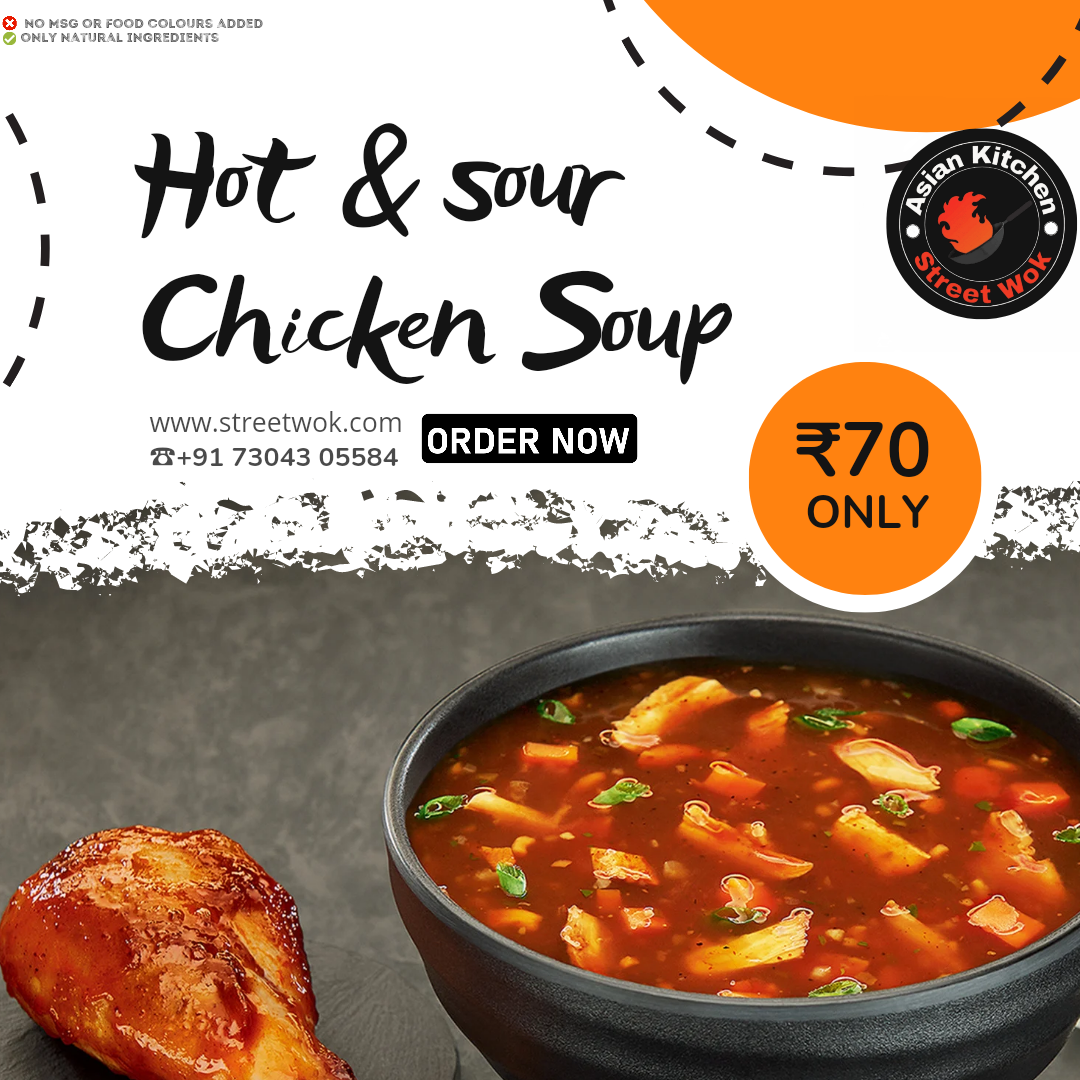 ❌ NO MSG OR FOOD COLOURS ADDED
✅ ONLY NATURAL INGREDIENTS
Hot & sour
Chicken Soup
Asian Kitchen
Street Wok
www.streetwok.com
☎+91 73043 05584
ORDER NOW
₹70
ONLY